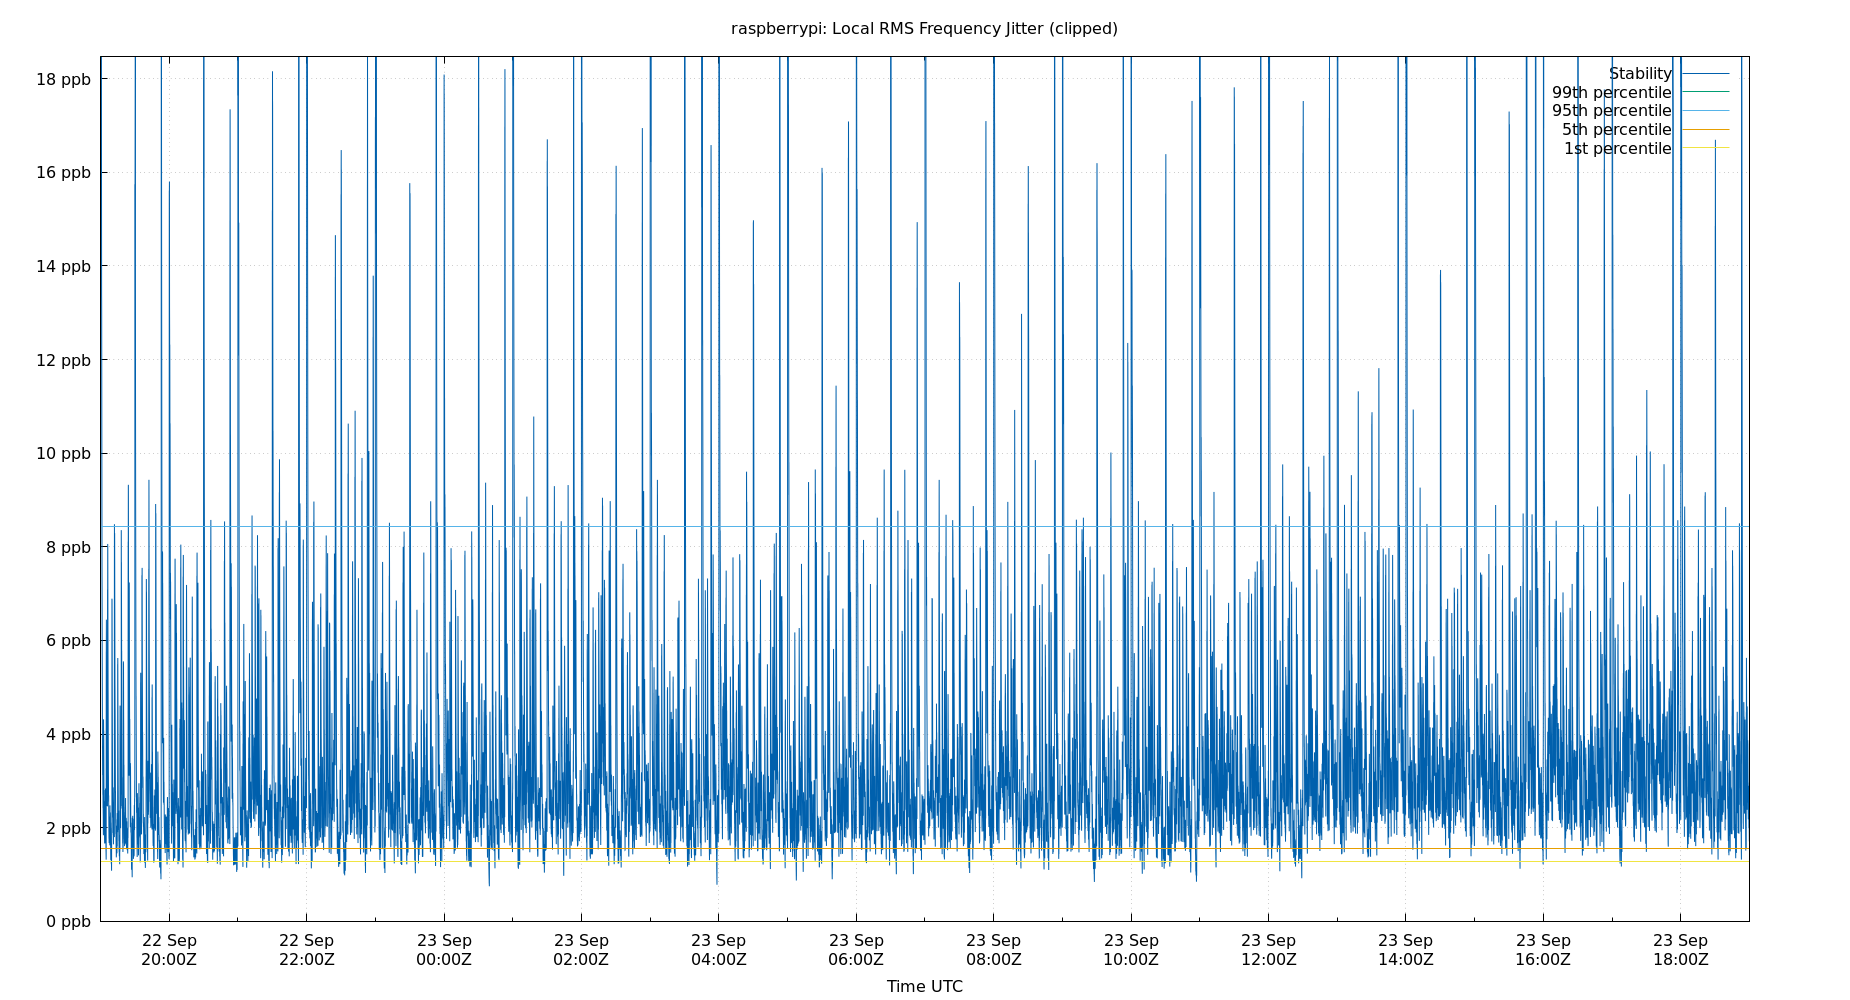 raspberrypi: Local RMS Frequency Jitter (clipped)
18 ppb
16 ppb
14 ppb
12 ppb
10 ppb
8 ppb
6 ppb
4 ppb
2 ppb
0 ppb
Stability
99th percentile
95th percentile
5th percentile
1st percentile
22 Sep 22 Sep 23 Sep 23 Sep 23 Sep 23 Sep 23 Sep 23 Sep 23 Sep 23 Sep 23 Sep 23 Sep
20:00Z 22:00Z 00:00Z 02:00Z 04:00Z 06:00Z 08:00Z 10:00Z 12:00Z 14:00Z 16:00Z 18:00Z
Time UTC